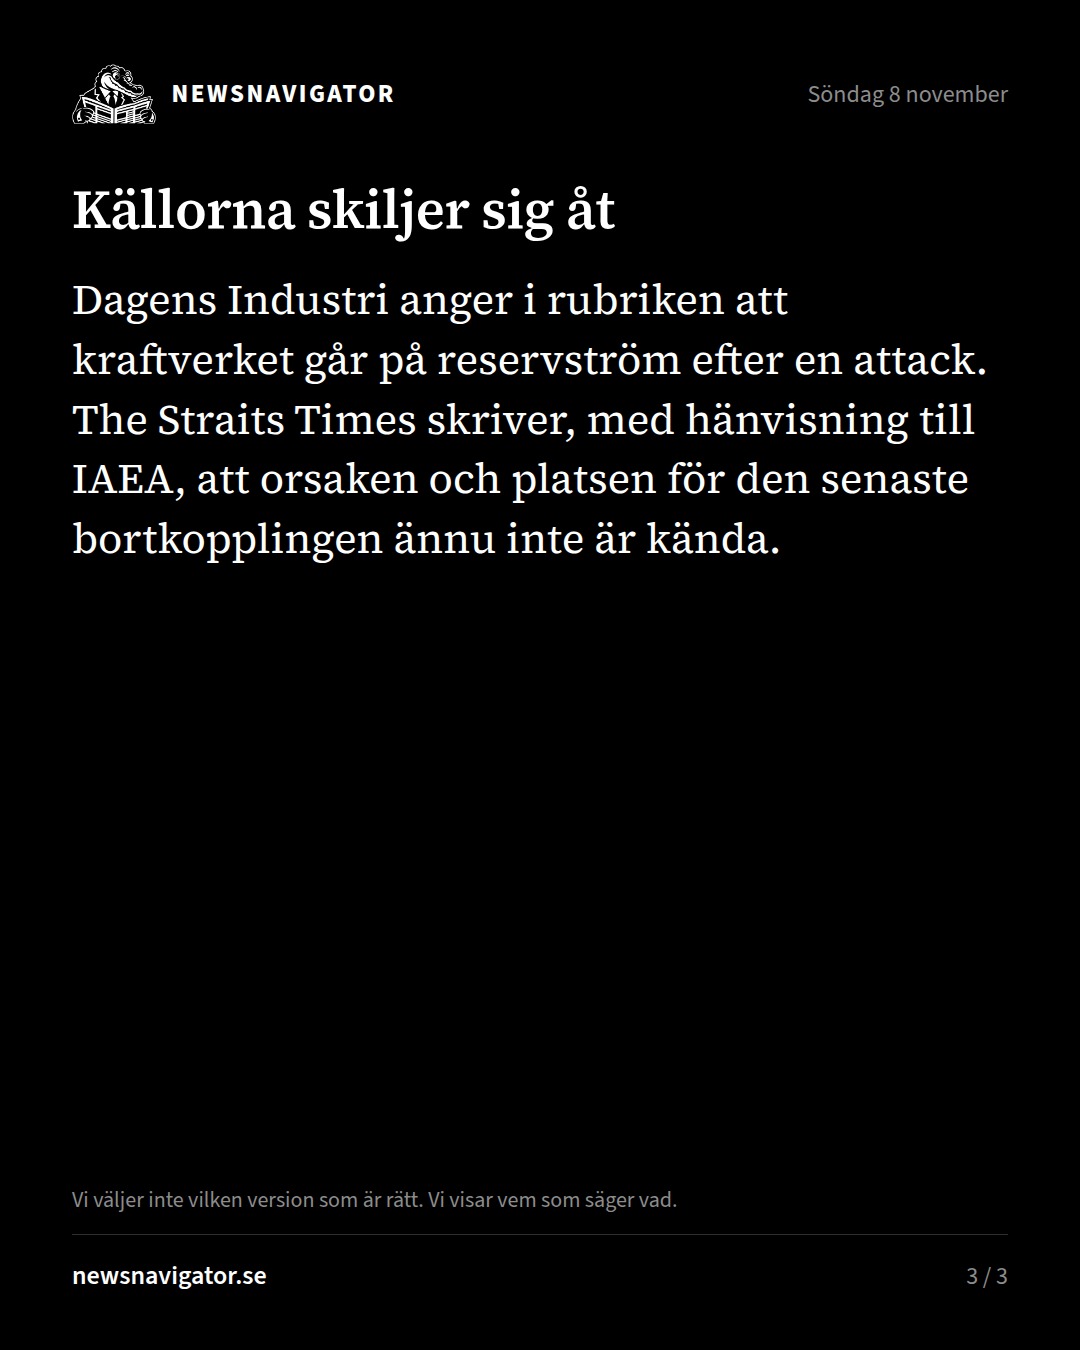 NEWSNAVIGATOR
Söndag 8 november
Källorna skiljer sig åt
Dagens Industri anger i rubriken att
kraftverket går på reservström efter en attack.
The Straits Times skriver, med hänvisning till
IAEA, att orsaken och platsen för den senaste
bortkopplingen ännu inte är kända.
Vi väljer inte vilken version som är rätt. Vi visar vem som säger vad.
newsnavigator.se
3 / 3